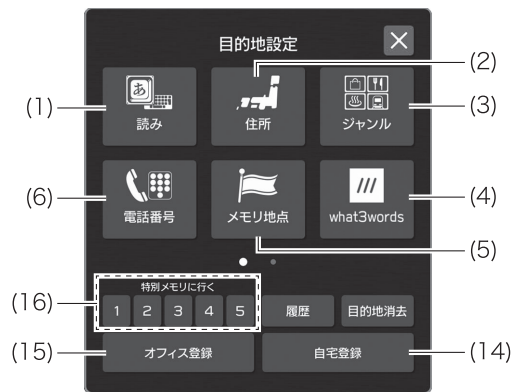 目的地設定
(2)
(1)
あ
読み
住所
ジャンル
(3)
(6)
電話番号
メモリ地点
///
what3words
(4)
(5)
特別メモリに行く
(16)
1 2 3 4 5
履歴
目的地消去
(15)
オフィス登録
自宅登録
(14)